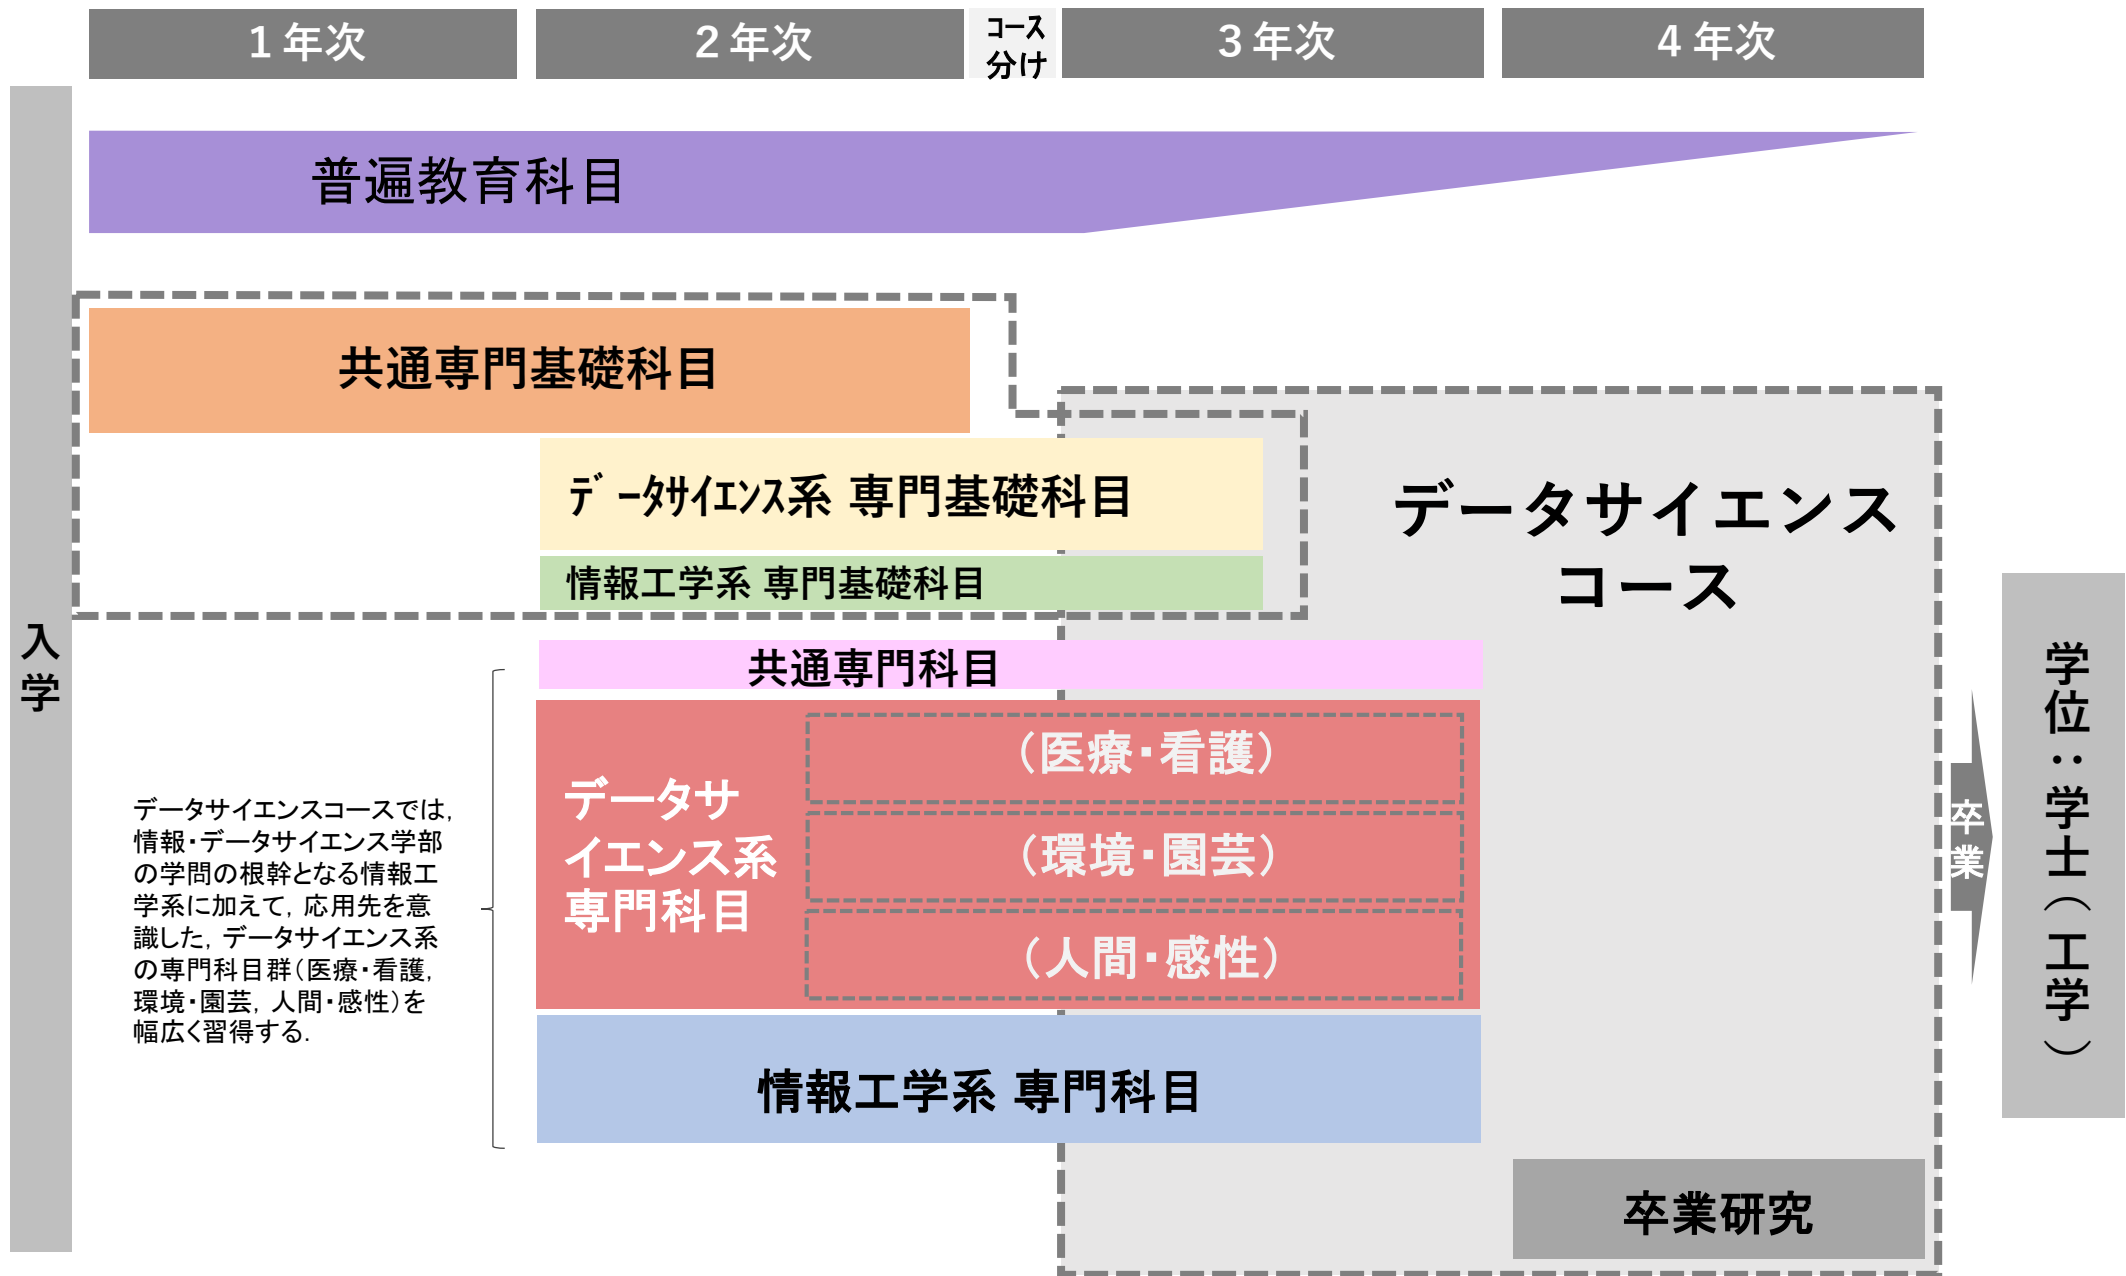 １年次
２年次
ｺｰｽ
分け
３年次
４年次
普遍教育科目
共通専門基礎科目
ﾃﾞｰﾀｻｲｴﾝｽ系 専門基礎科目
情報工学系 専門基礎科目
データサイエンス
コース
入
学
共通専門科目
データサ
イエンス系
専門科目
（医療・看護）
（環境・園芸）
（人間・感性）
データサイエンスコースでは，
情報・データサイエンス学部
の学問の根幹となる情報工
学系に加えて，応用先を意
識した，データサイエンス系
の専門科目群（医療・看護，
環境・園芸，人間・感性）を
幅広く習得する．
情報工学系 専門科目
卒業研究
卒
業
学位：学士（工学）